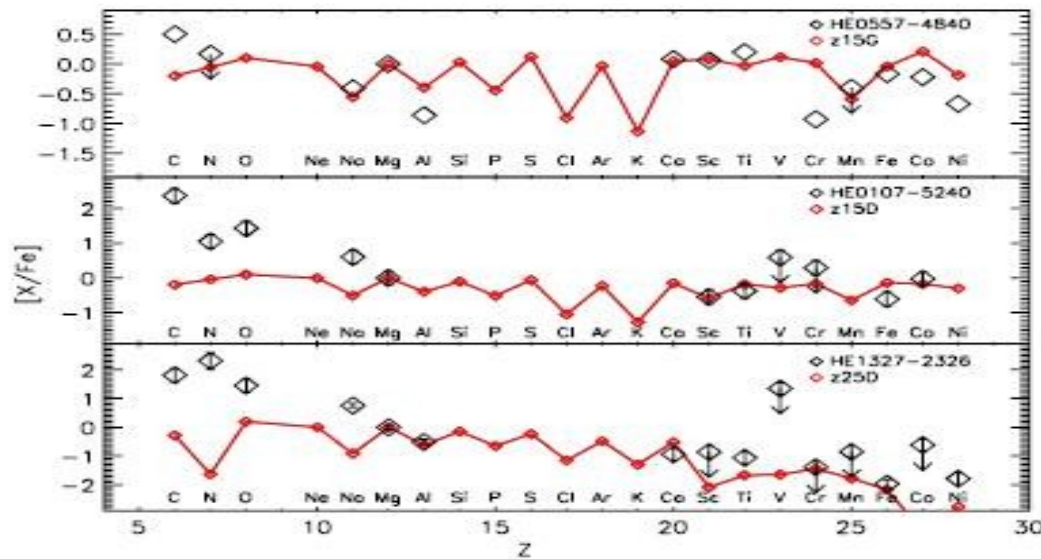 HE0557-4840
z15G
0.5
0.0
-0.5
-1.0
-1.5
C N O Ne Na Mg Al Si P S Cl Ar K Ca Sc Ti V Cr Mn Fe Co Ni
HE0107-5240
z15D
2
1
0
-1
C N O Ne Na Mg Al Si P S Cl Ar K Ca Sc Ti V Cr Mn Fe Co Ni
[X/Fe]
HE1327-2326
z25D
2
1
0
-1
-2
C N O Ne Na Mg Al Si P S Cl Ar K Ca Sc Ti V Cr Mn Fe Co Ni
5 10 15 20 25 30
Z